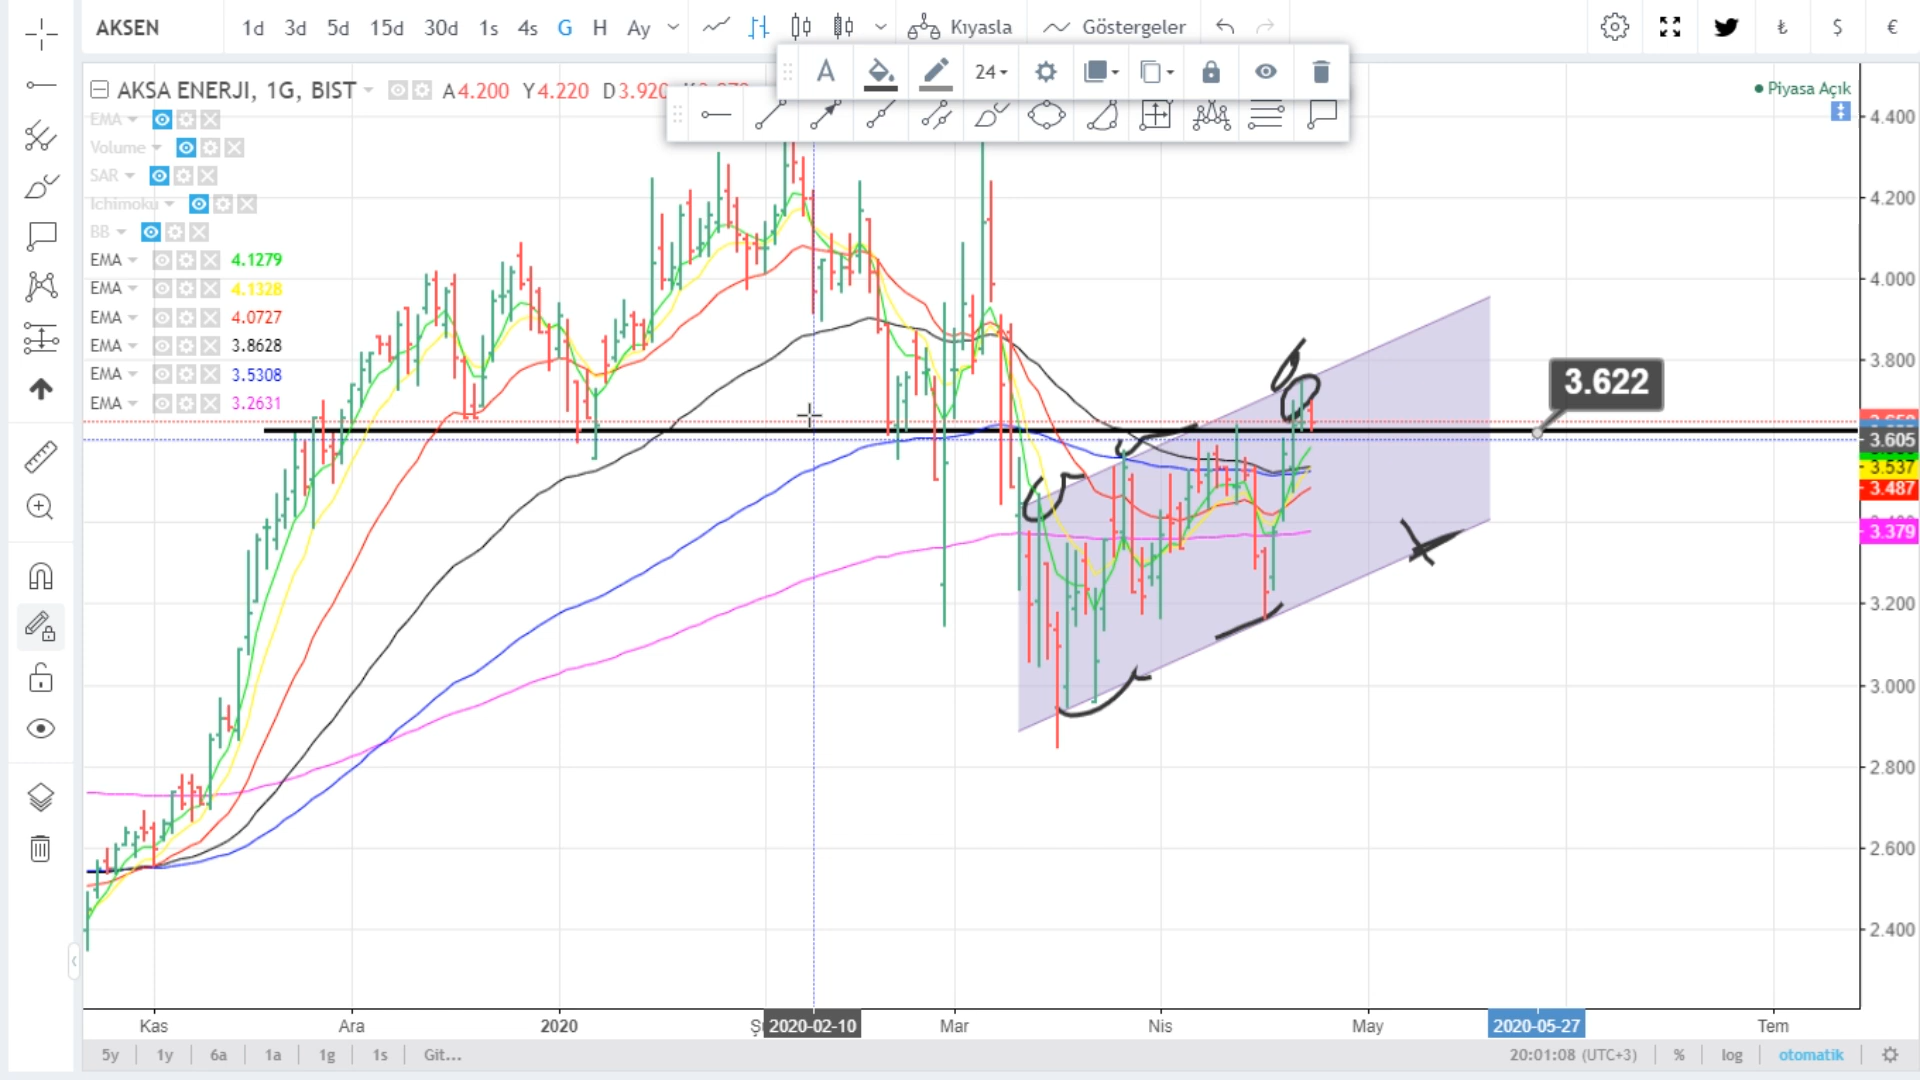 AKSEN 1d 3d 5d 15d 30d 1s 4s G H Ay Kıyasla Göstergeler ₺ $ €
A 24
AKSA ENERJİ, 1G, BIST A4.200 Y4.220 D3.920
Piyasa Açık
EMA
Volume
SAR
Ichimoku
BB
EMA 4.1279
EMA 4.1328
EMA 4.0727
EMA 3.8628
EMA 3.5308
EMA 3.2631
3.622
4.400
4.200
4.000
3.800
3.605
3.537
3.487
3.379
3.200
3.000
2.800
2.600
2.400
Kas Ara 2020 2020-02-10 Mar Nis May 2020-05-27 Tem
5y 1y 6a 1a 1g 1s Git... 20:01:08 (UTC+3) % log otomatik